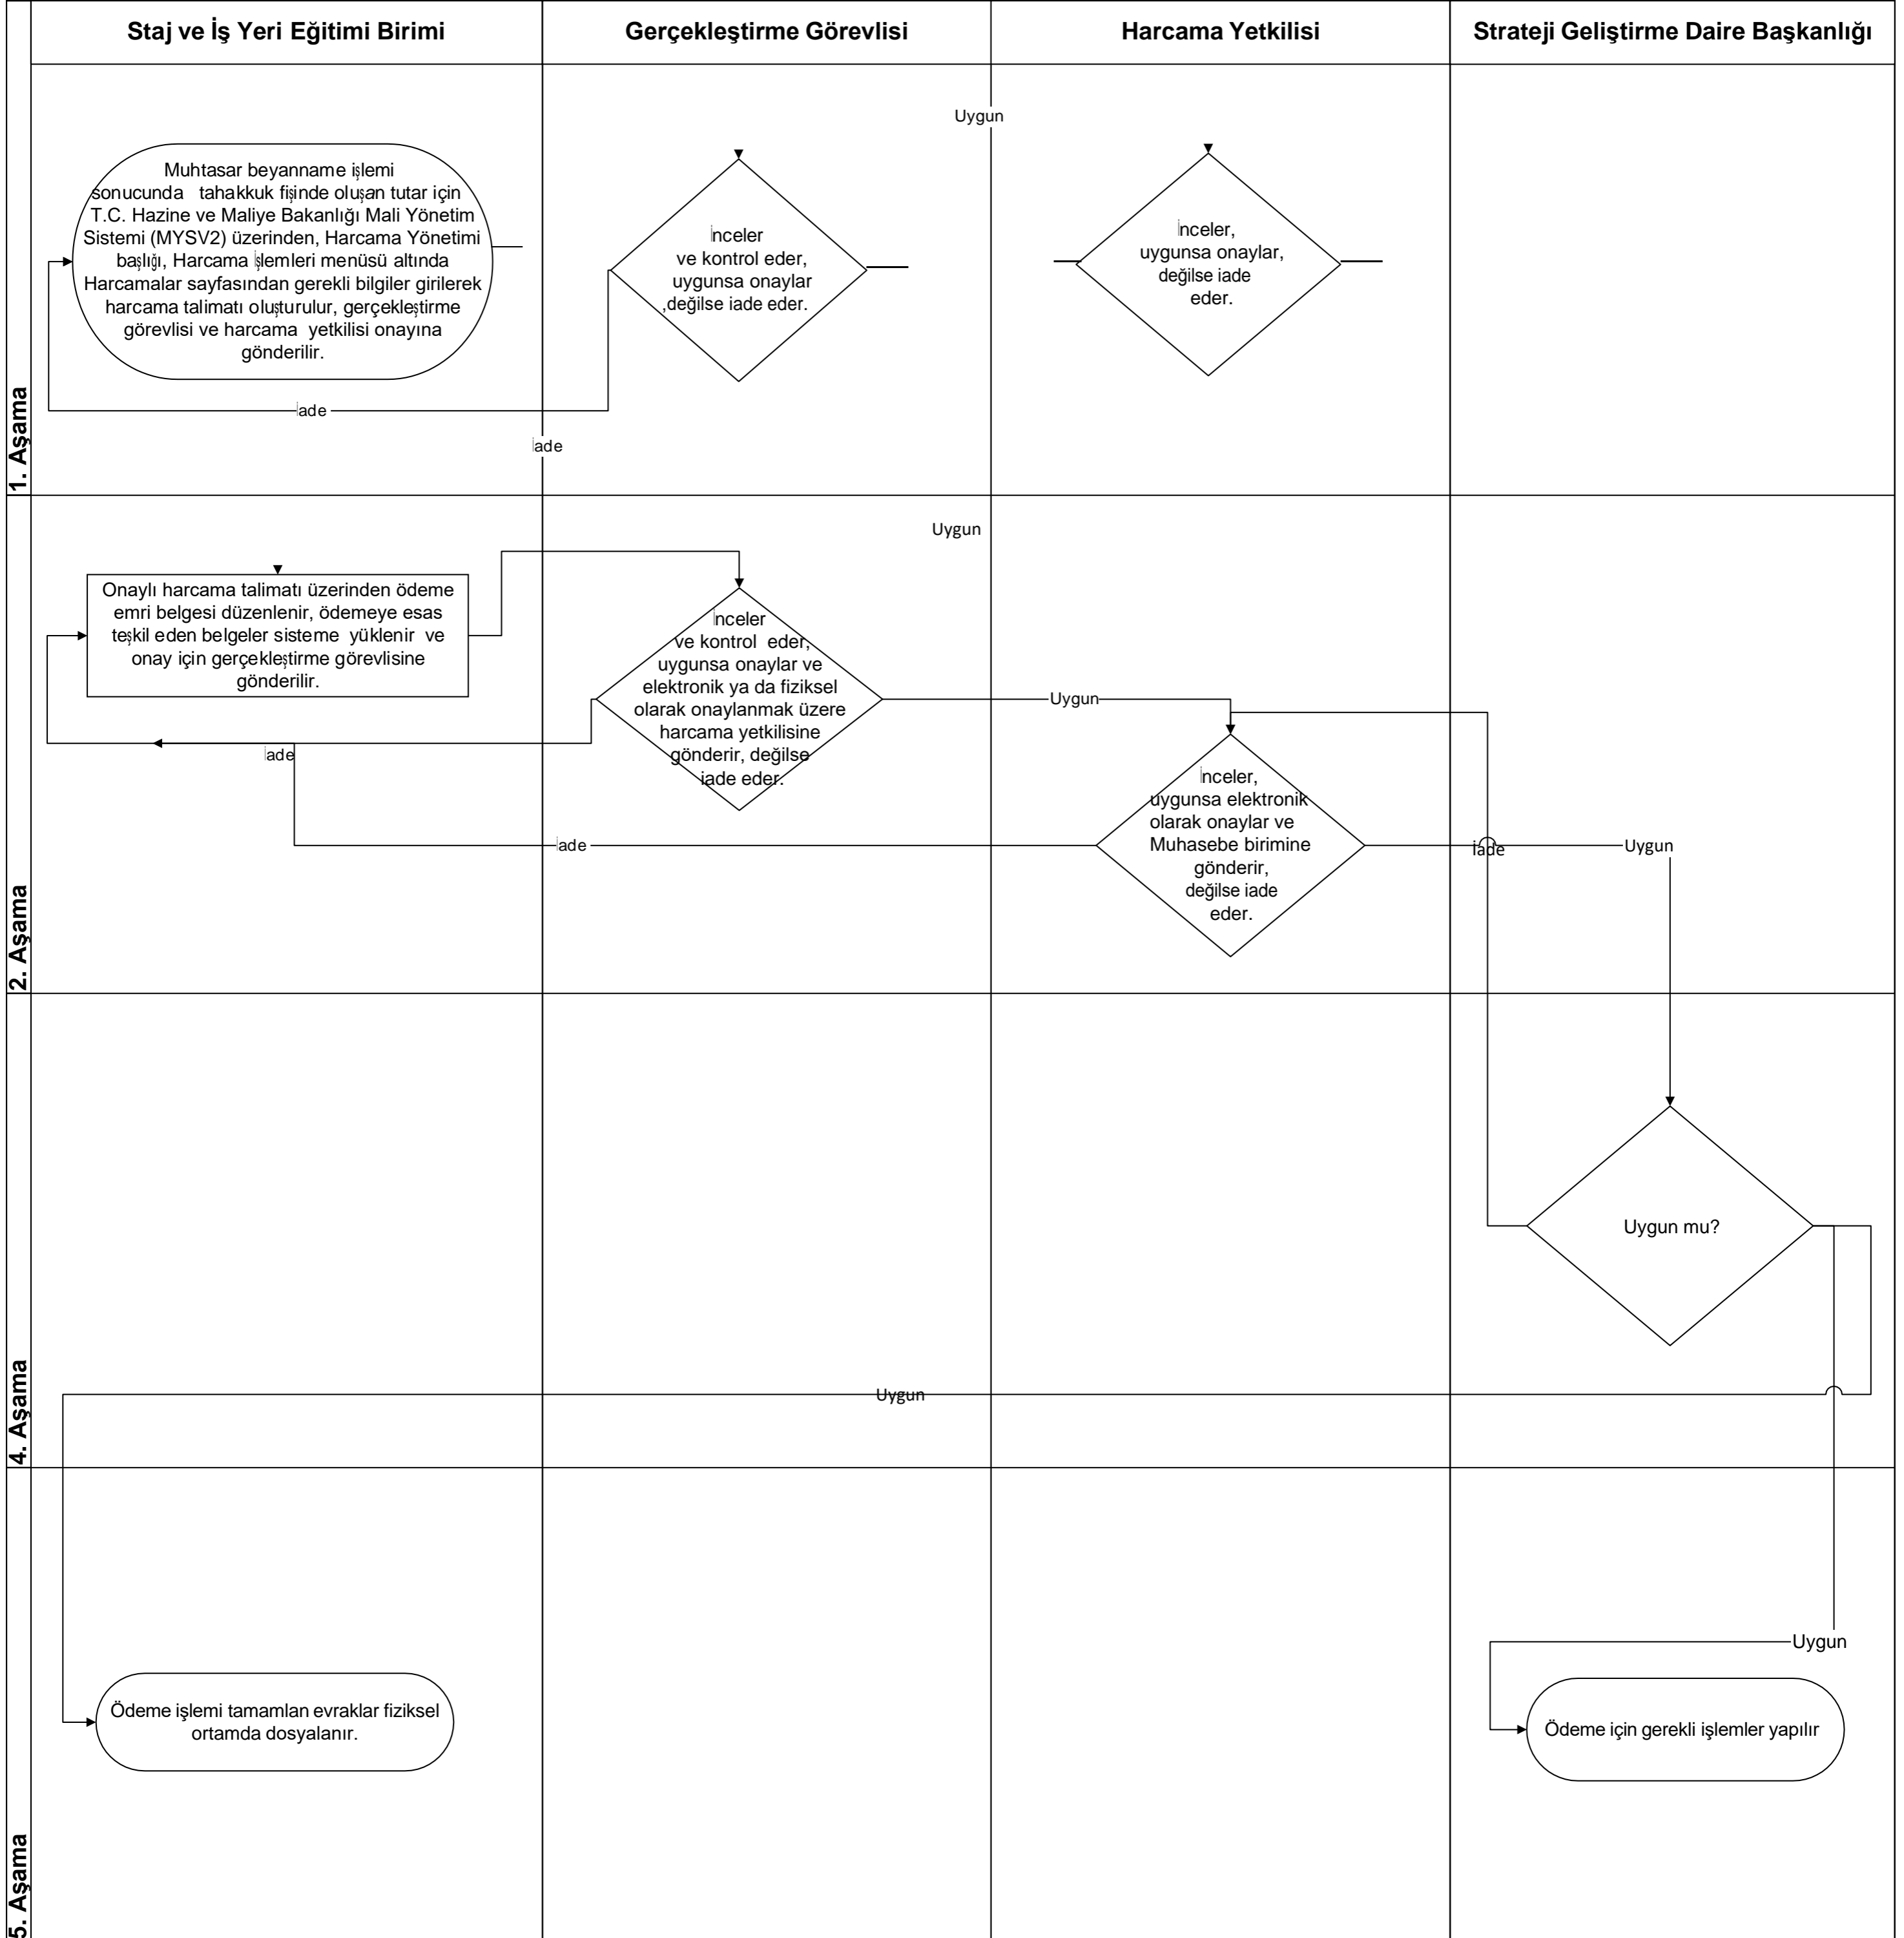 Staj ve İş Yeri Eğitimi Birimi
Gerçekleştirme Görevlisi
Harcama Yetkilisi
Strateji Geliştirme Daire Başkanlığı
1. Aşama
Uygun
Muhtasar beyanname işlemi
sonucunda tahakkuk fişinde oluşan tutar için
T.C. Hazine ve Maliye Bakanlığı Mali Yönetim
Sistemi (MYSV2) üzerinden, Harcama Yönetimi
başlığı, Harcama İşlemleri menüsü altında
Harcamalar sayfasından gerekli bilgiler girilerek
harcama talimatı oluşturulur, gerçekleştirme
görevlisi ve harcama yetkilisi onayına
gönderilir.
İnceler
ve kontrol eder,
uygunsa onaylar
,değilse iade eder.
İnceler,
uygunsa onaylar,
değilse iade
eder.
İade
İade
2. Aşama
Uygun
Onaylı harcama talimatı üzerinden ödeme
emri belgesi düzenlenir, ödemeye esas
teşkil eden belgeler sisteme yüklenir ve
onay için gerçekleştirme görevlisine
gönderilir.
İnceler
ve kontrol eder,
uygunsa onaylar ve
elektronik ya da fiziksel
olarak onaylanmak üzere
harcama yetkilisine
gönderir, değilse
iade eder.
Uygun
İade
İnceler,
uygunsa elektronik
olarak onaylar ve
Muhasebe birimine
gönderir,
değilse iade
eder.
İade
İade
Uygun
4. Aşama
Uygun mu?
Uygun
5. Aşama
Uygun
Ödeme işlemi tamamlan evraklar fiziksel
ortamda dosyalanır.
Ödeme için gerekli işlemler yapılır